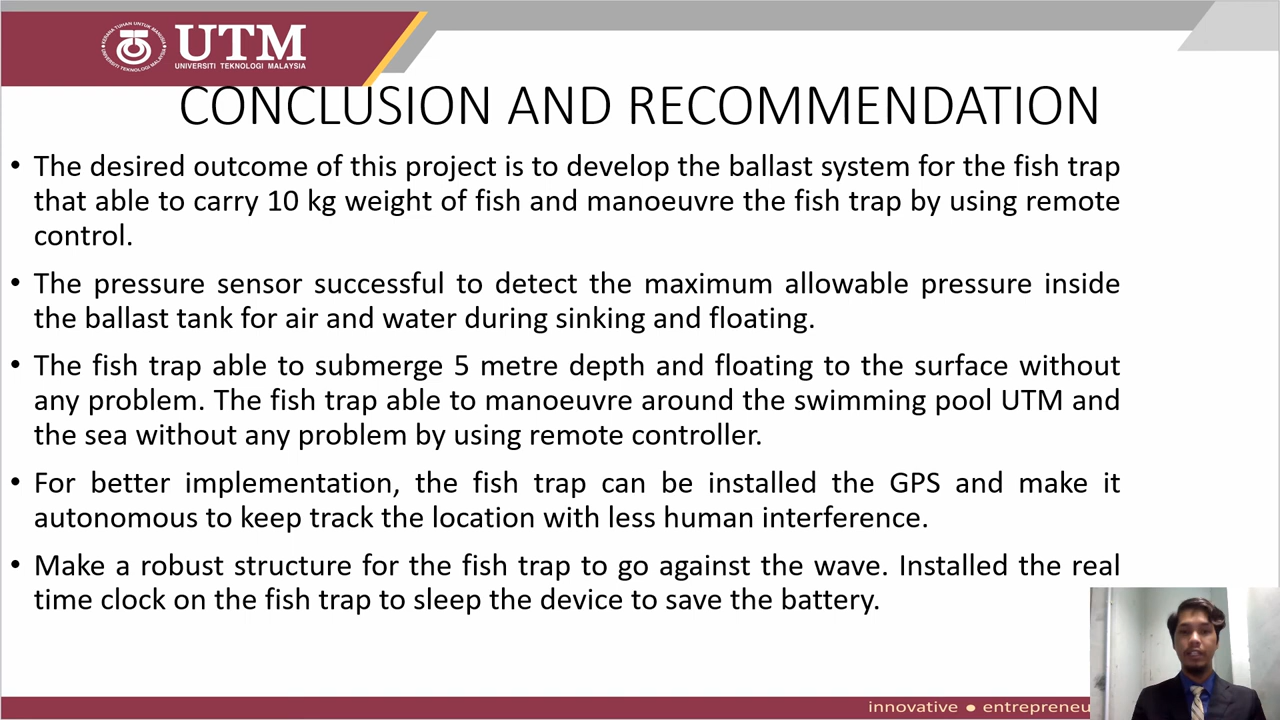 UTM
UNIVERSITI TEKNOLOGI MALAYSIA
CONCLUSION AND RECOMMENDATION
• The desired outcome of this project is to develop the ballast system for the fish trap
that able to carry 10 kg weight of fish and manoeuvre the fish trap by using remote
control.
• The pressure sensor successful to detect the maximum allowable pressure inside
the ballast tank for air and water during sinking and floating.
• The fish trap able to submerge 5 metre depth and floating to the surface without
any problem. The fish trap able to manoeuvre around the swimming pool UTM and
the sea without any problem by using remote controller.
• For better implementation, the fish trap can be installed the GPS and make it
autonomous to keep track the location with less human interference.
• Make a robust structure for the fish trap to go against the wave. Installed the real
time clock on the fish trap to sleep the device to save the battery.
innovative ● entrepreneu